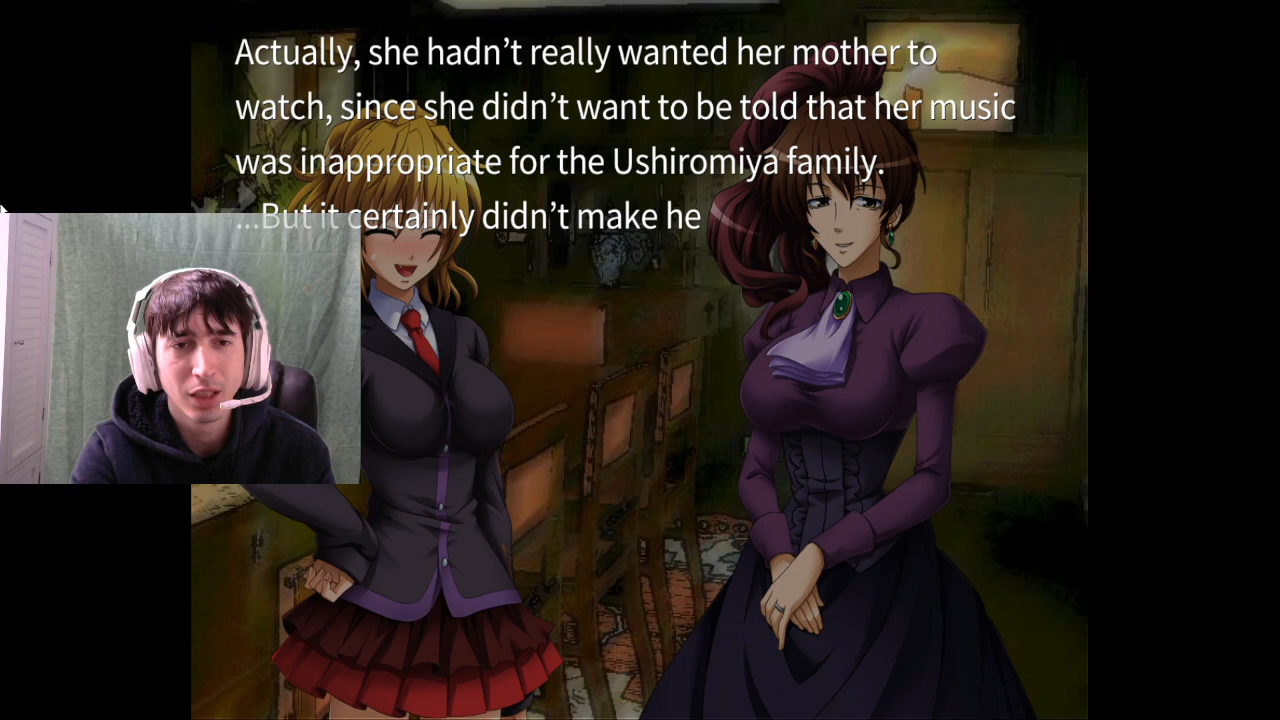 Actually, she hadn't really wanted her mother to
watch, since she didn't want to be told that her music
was inappropriate for the Ushiromiya family.
...But it certainly didn't make he